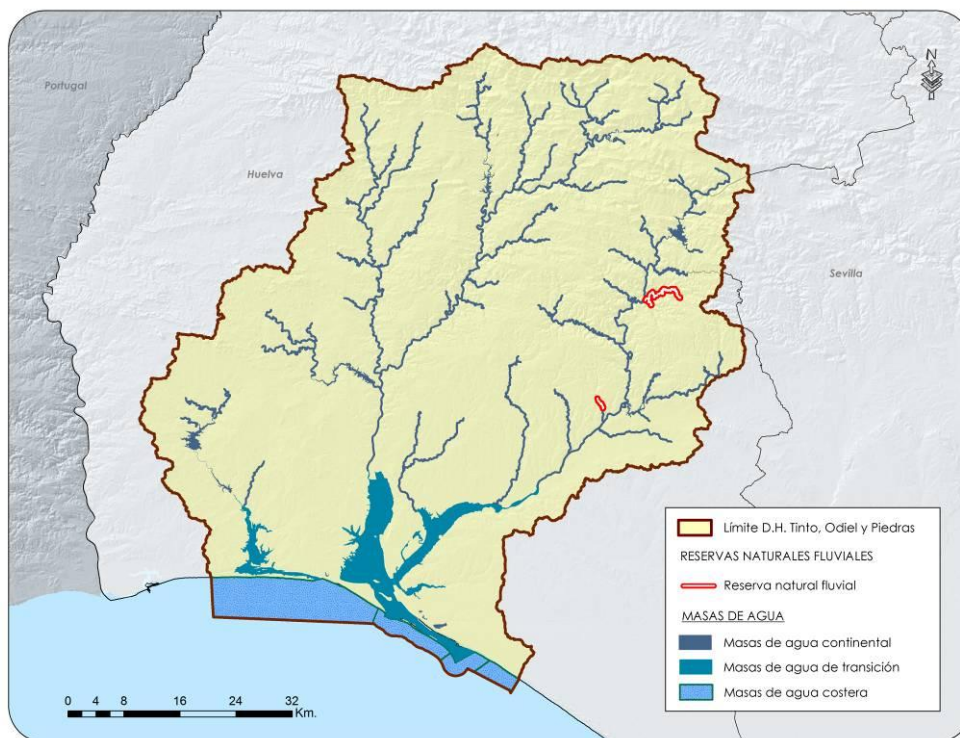 Portugal
N
Huelva
Sevilla
Límite D.H. Tinto, Odiel y Piedras
RESERVAS NATURALES FLUVIALES
Reserva natural fluvial
MASAS DE AGUA
Masas de agua continental
Masas de agua de transición
Masas de agua costera
0 4 8 16 24 32
Km.